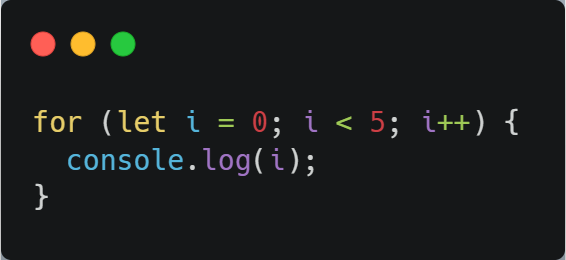 for (let i = 0; i < 5; i++) {
  console.log(i);
}